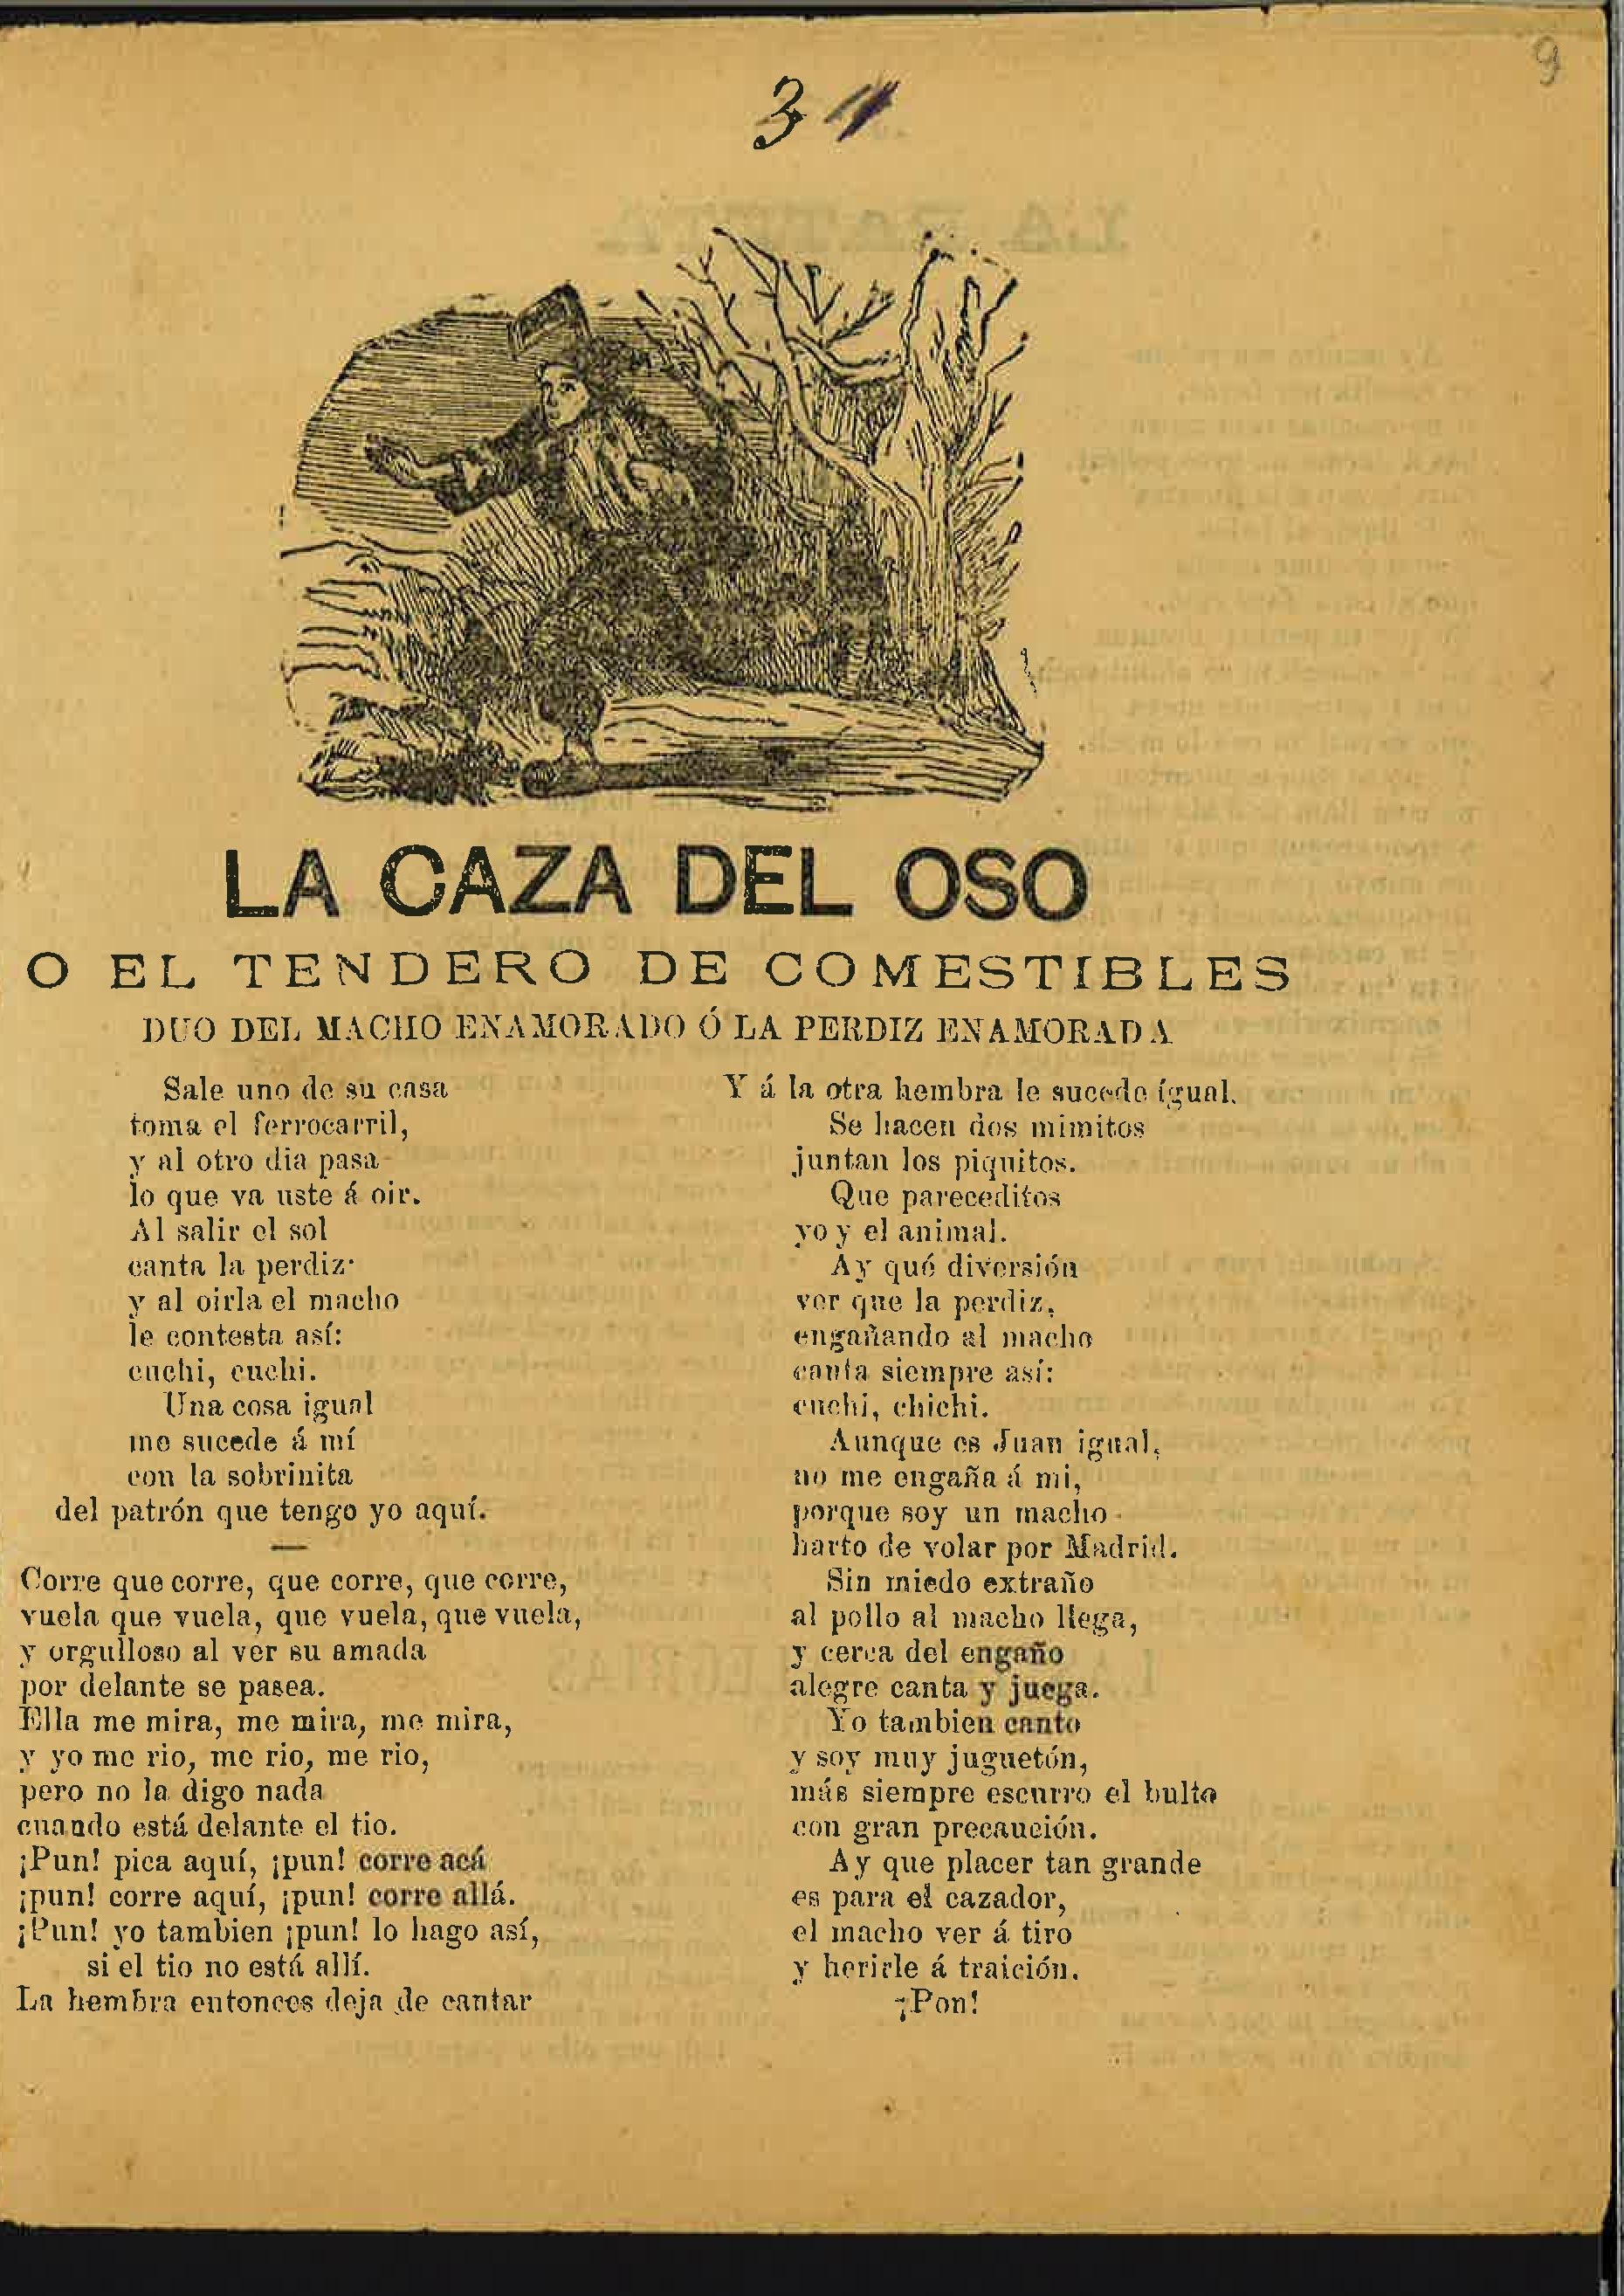 9
3
LA CAZA DEL OSO
O EL TENDERO DE COMESTIBLES
DUO DEL MACHO ENAMORADO Ó LA PERDIZ ENAMORADA
Sale uno de su casa
toma el ferrocarril,
y al otro dia pasa
lo que va uste á oir.
Al salir el sol
canta la perdiz
y al oirla el macho
le contesta así:
cuchi, cuchi.
Una cosa igual
me sucede á mí
con la sobrinita
del patrón que tengo yo aquí.
—
Corre que corre, que corre, que corre,
vuela que vuela, que vuela, que vuela,
y orgulloso al ver su amada
por delante se pasea.
Ella me mira, me mira, me mira,
y yo me rio, me rio, me rio,
pero no la digo nada
cuando está delante el tio.
¡Pun! pica aquí, ¡pun! corre acá
¡pun! corre aquí, ¡pun! corre allá.
¡Pun! yo tambien ¡pun! lo hago así,
si el tio no está allí.
La hembra entonces deja de cantar
Y á la otra hembra le sucede ígual.
Se hacen dos mimitos
juntan los piquitos.
Que pareceditos
yo y el animal.
Ay qué diversión
ver que la perdiz,
engañando al macho
canta siempre así:
cuchi, chichi.
Aunque es Juan igual,
no me engaña á mi,
porque soy un macho
harto de volar por Madrid.
Sin miedo extraño
al pollo al macho llega,
y cerca del engaño
alegre canta y juega.
Yo tambien canto
y soy muy juguetón,
más siempre escurro el bulto
con gran precaución.
Ay que placer tan grande
es para el cazador,
el macho ver á tiro
y herirle á traición.
¡Pon!